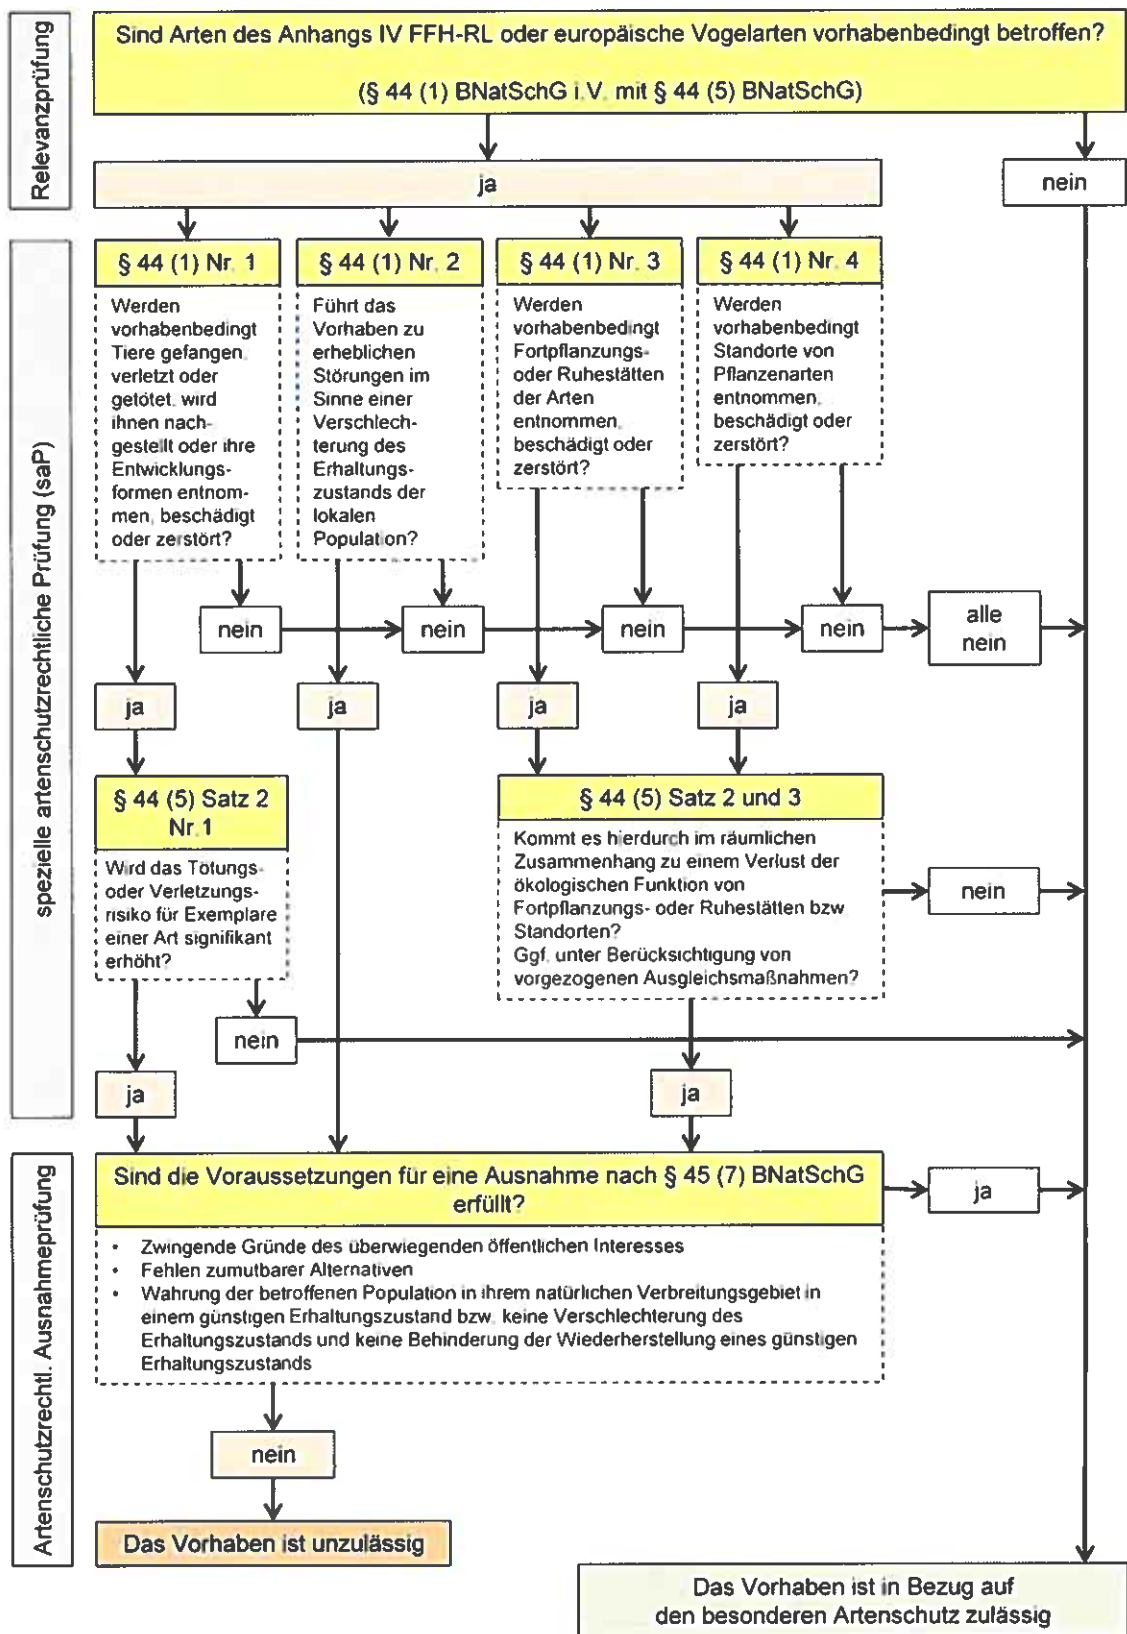 Relevanzprüfung
Sind Arten des Anhangs IV FFH-RL oder europäische Vogelarten vorhabenbedingt betroffen?
(§ 44 (1) BNatSchG i.V. mit § 44 (5) BNatSchG)
ja
nein
spezielle artenschutzrechtliche Prüfung (saP)
§ 44 (1) Nr. 1
Werden
vorhabenbedingt
Tiere gefangen,
verletzt oder
getötet, wird
ihnen nach-
gestellt oder ihre
Entwicklungs-
formen entnom-
men, beschädigt
oder zerstört?
§ 44 (1) Nr. 2
Führt das
Vorhaben zu
erheblichen
Störungen im
Sinne einer
Verschlech-
terung des
Erhaltungs-
zustands der
lokalen
Population?
§ 44 (1) Nr. 3
Werden
vorhabenbedingt
Fortpflanzungs-
oder Ruhestätten
der Arten
entnommen,
beschädigt oder
zerstört?
§ 44 (1) Nr. 4
Werden
vorhabenbedingt
Standorte von
Pflanzenarten
entnommen,
beschädigt oder
zerstört?
nein
nein
nein
nein
alle
nein
ja
ja
ja
ja
§ 44 (5) Satz 2
Nr. 1
Wird das Tötungs-
oder Verletzungs-
risiko für Exemplare
einer Art signifikant
erhöht?
§ 44 (5) Satz 2 und 3
Kommt es hierdurch im räumlichen
Zusammenhang zu einem Verlust der
ökologischen Funktion von
Fortpflanzungs- oder Ruhestätten bzw
Standorten?
Ggf. unter Berücksichtigung von
vorgezogenen Ausgleichsmaßnahmen?
nein
nein
ja
ja
Artenschutzrechtl. Ausnahmeprüfung
Sind die Voraussetzungen für eine Ausnahme nach § 45 (7) BNatSchG
erfüllt?
ja
• Zwingende Gründe des überwiegenden öffentlichen Interesses
• Fehlen zumutbarer Alternativen
• Wahrung der betroffenen Population in ihrem natürlichen Verbreitungsgebiet in
einem günstigen Erhaltungszustand bzw. keine Verschlechterung des
Erhaltungszustands und keine Behinderung der Wiederherstellung eines günstigen
Erhaltungszustands
nein
Das Vorhaben ist unzulässig
Das Vorhaben ist in Bezug auf
den besonderen Artenschutz zulässig